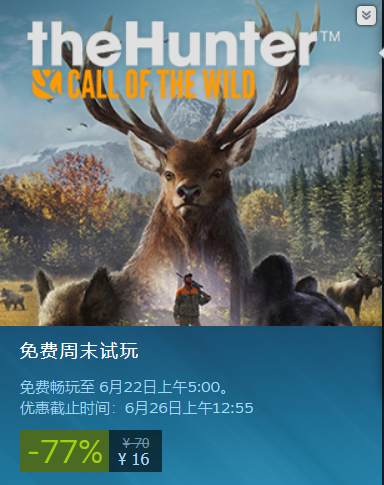 theHunter™
CALL OF THE WILD
免费周末试玩
免费畅玩至 6月22日上午5:00。
优惠截止时间：6月26日上午12:55
-77%
¥ 70
¥ 16